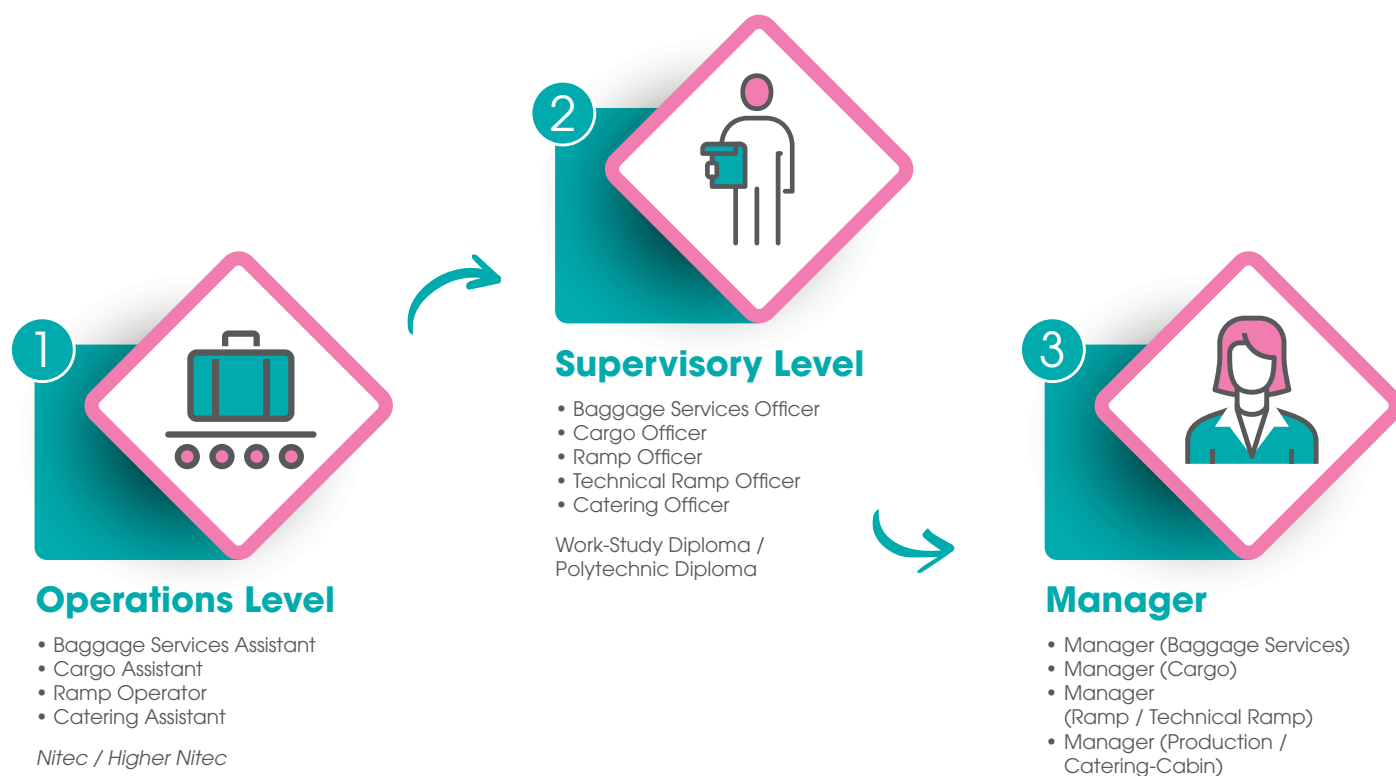 1
Operations Level
• Baggage Services Assistant
• Cargo Assistant
• Ramp Operator
• Catering Assistant
Nitec / Higher Nitec
2
Supervisory Level
• Baggage Services Officer
• Cargo Officer
• Ramp Officer
• Technical Ramp Officer
• Catering Officer
Work-Study Diploma /
Polytechnic Diploma
3
Manager
• Manager (Baggage Services)
• Manager (Cargo)
• Manager
(Ramp / Technical Ramp)
• Manager (Production /
Catering-Cabin)